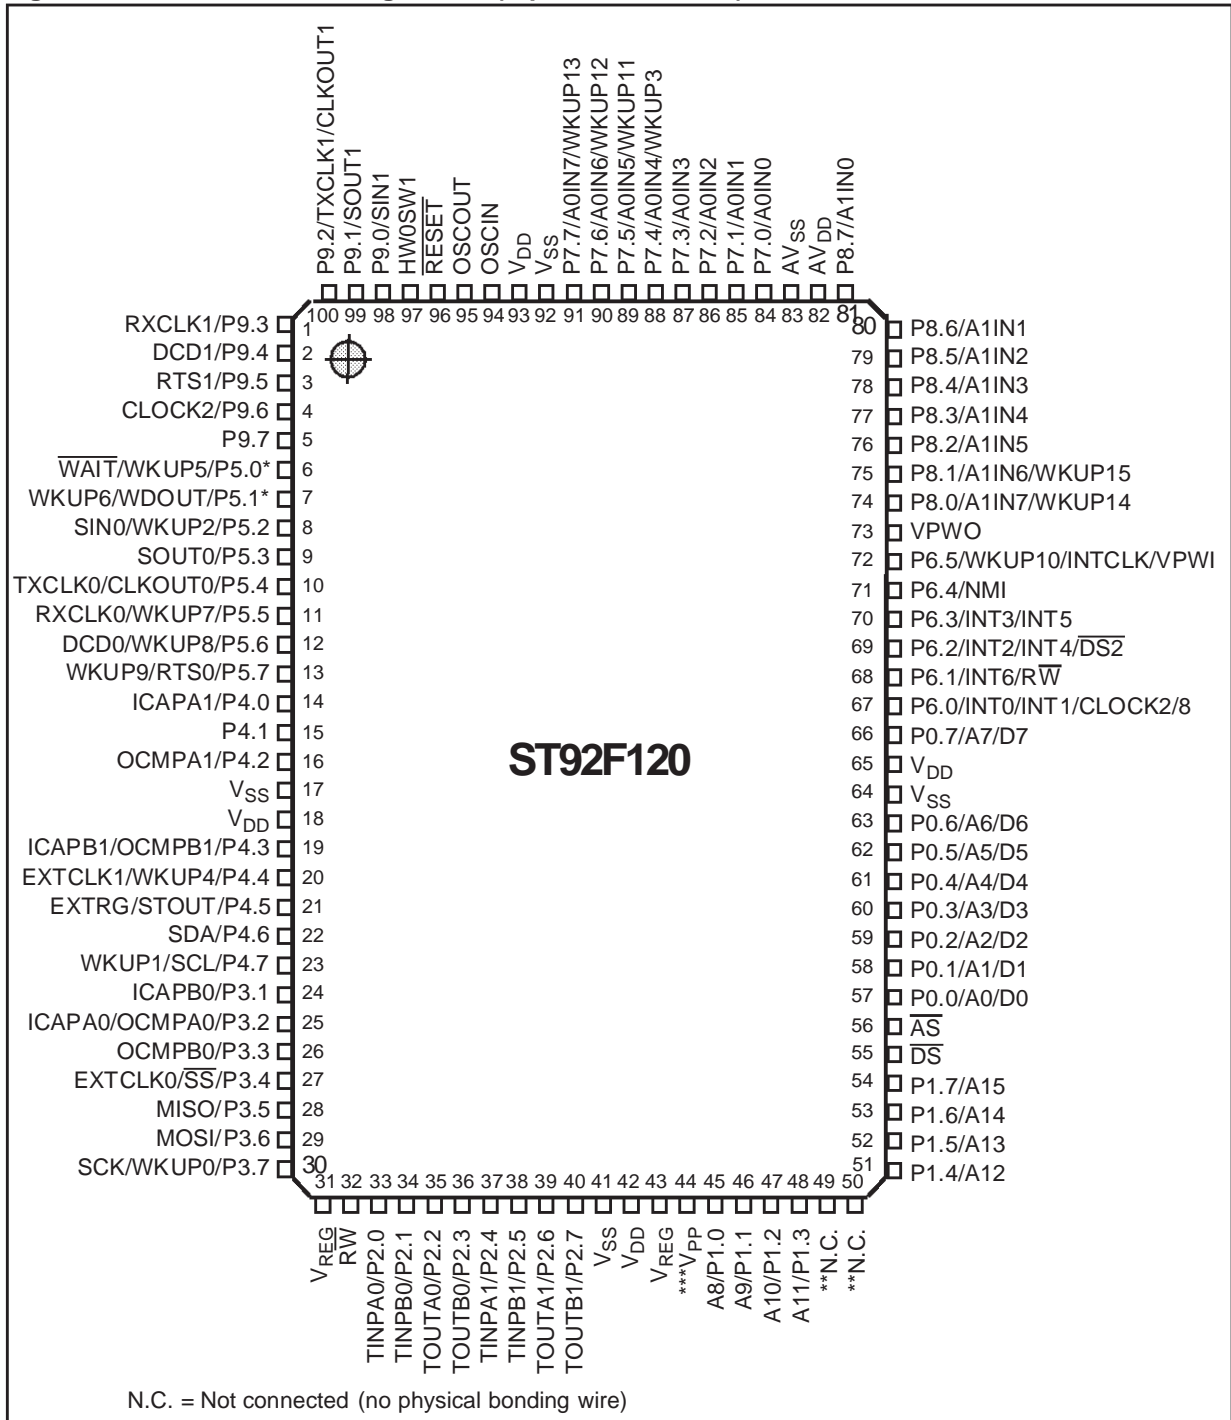 P9.2/TXCLK1/CLKOUT1
P9.1/SOUT1
P9.0/SIN1
HW0SW1
RESET
OSCOUT
OSCIN
VDD
VSS
P7.7/A0IN7/WKUP13
P7.6/A0IN6/WKUP12
P7.5/A0IN5/WKUP11
P7.4/A0IN4/WKUP3
P7.3/A0IN3
P7.2/A0IN2
P7.1/A0IN1
P7.0/A0IN0
AVSS
AVDD
P8.7/A1IN0
100 99 98 97 96 95 94 93 92 91 90 89 88 87 86 85 84 83 82 81
RXCLK1/P9.3 1
DCD1/P9.4 2
RTS1/P9.5 3
CLOCK2/P9.6 4
P9.7 5
WAIT/WKUP5/P5.0* 6
WKUP6/WDOUT/P5.1* 7
SIN0/WKUP2/P5.2 8
SOUT0/P5.3 9
TXCLK0/CLKOUT0/P5.4 10
RXCLK0/WKUP7/P5.5 11
DCD0/WKUP8/P5.6 12
WKUP9/RTS0/P5.7 13
ICAPA1/P4.0 14
P4.1 15
OCMPA1/P4.2 16
VSS 17
VDD 18
ICAPB1/OCMPB1/P4.3 19
EXTCLK1/WKUP4/P4.4 20
EXTRG/STOUT/P4.5 21
SDA/P4.6 22
WKUP1/SCL/P4.7 23
ICAPB0/P3.1 24
ICAPA0/OCMPA0/P3.2 25
OCMPB0/P3.3 26
EXTCLK0/SS/P3.4 27
MISO/P3.5 28
MOSI/P3.6 29
SCK/WKUP0/P3.7 30
ST92F120
80 P8.6/A1IN1
79 P8.5/A1IN2
78 P8.4/A1IN3
77 P8.3/A1IN4
76 P8.2/A1IN5
75 P8.1/A1IN6/WKUP15
74 P8.0/A1IN7/WKUP14
73 VPWO
72 P6.5/WKUP10/INTCLK/VPWI
71 P6.4/NMI
70 P6.3/INT3/INT5
69 P6.2/INT2/INT4/DS2
68 P6.1/INT6/RW
67 P6.0/INT0/INT1/CLOCK2/8
66 P0.7/A7/D7
65 VDD
64 VSS
63 P0.6/A6/D6
62 P0.5/A5/D5
61 P0.4/A4/D4
60 P0.3/A3/D3
59 P0.2/A2/D2
58 P0.1/A1/D1
57 P0.0/A0/D0
56 AS
55 DS
54 P1.7/A15
53 P1.6/A14
52 P1.5/A13
51 P1.4/A12
31 32 33 34 35 36 37 38 39 40 41 42 43 44 45 46 47 48 49 50
VREG
RW
TINPA0/P2.0
TINPB0/P2.1
TOUTA0/P2.2
TOUTB0/P2.3
TINPA1/P2.4
TINPB1/P2.5
TOUTA1/P2.6
TOUTB1/P2.7
VSS
VDD
VREG
***VPP
A8/P1.0
A9/P1.1
A10/P1.2
A11/P1.3
**N.C.
**N.C.
N.C. = Not connected (no physical bonding wire)